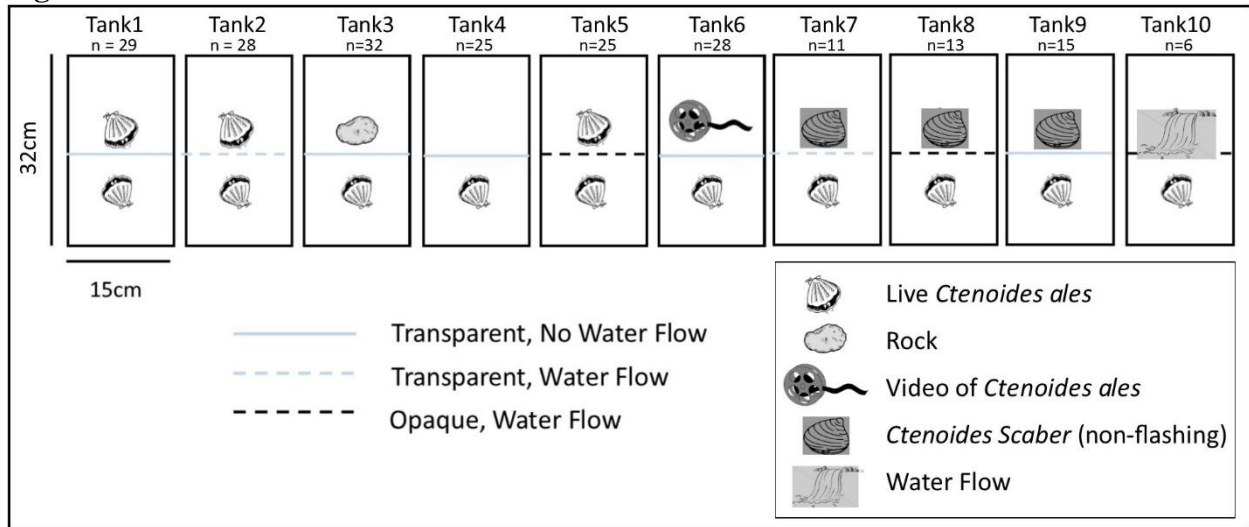 Tank1 Tank2 Tank3 Tank4 Tank5 Tank6 Tank7 Tank8 Tank9 Tank10
n = 29 n = 28 n=32 n=25 n=25 n=28 n=11 n=13 n=15 n=6
32cm
15cm
Transparent, No Water Flow
Transparent, Water Flow
Opaque, Water Flow
Live Ctenoides ales
Rock
Video of Ctenoides ales
Ctenoides Scaber (non-flashing)
Water Flow